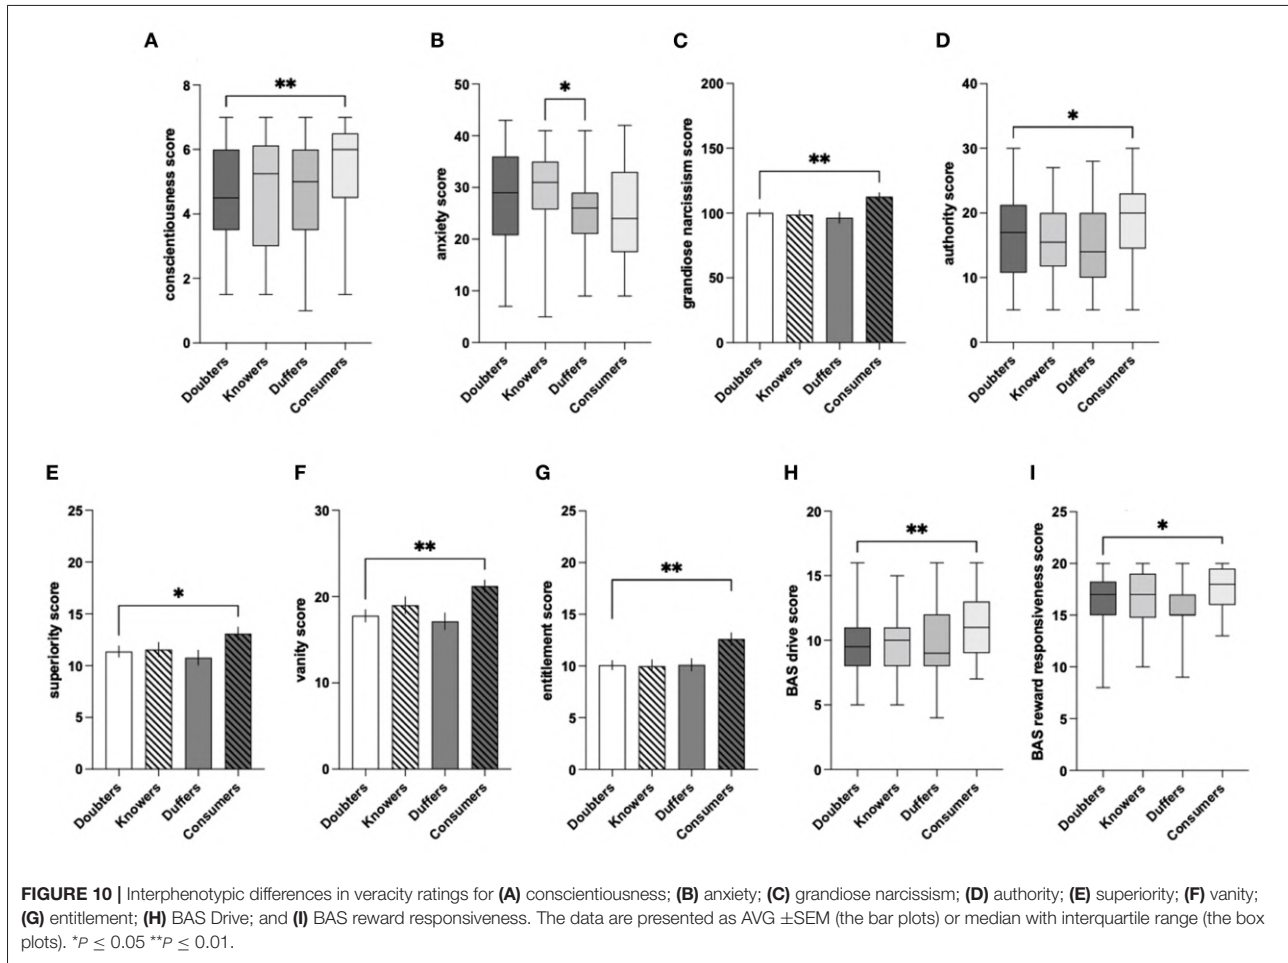 A
B
C
D
conscientiousness score
8
6
4
2
0
**
Doubters
Knowers
Duffers
Consumers
anxiety score
50
40
30
20
10
0
*
Doubters
Knowers
Duffers
Consumers
grandiose narcissism score
200
150
100
50
0
**
Doubters
Knowers
Duffers
Consumers
authority score
40
30
20
10
0
*
Doubters
Knowers
Duffers
Consumers
E
F
G
H
I
superiority score
25
20
15
10
5
0
*
Doubters
Knowers
Duffers
Consumers
vanity score
30
20
10
0
**
Doubters
Knowers
Duffers
Consumers
entitlement score
25
20
15
10
5
0
**
Doubters
Knowers
Duffers
Consumers
BAS drive score
20
15
10
5
0
**
Doubters
Knowers
Duffers
Consumers
BAS reward responsiveness score
25
20
15
10
5
0
*
Doubters
Knowers
Duffers
Consumers
FIGURE 10 | Interphenotypic differences in veracity ratings for (A) conscientiousness; (B) anxiety; (C) grandiose narcissism; (D) authority; (E) superiority; (F) vanity;
(G) entitlement; (H) BAS Drive; and (I) BAS reward responsiveness. The data are presented as AVG ±SEM (the bar plots) or median with interquartile range (the box
plots). *P ≤ 0.05 **P ≤ 0.01.